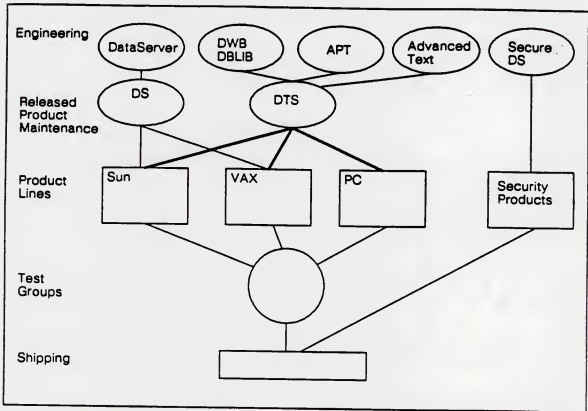 Engineering
DataServer
DWB
DBLIB
APT
Advanced
Text
Secure
DS
Released
Product
Maintenance
DS
DTS
Product
Lines
Sun
VAX
PC
Security
Products
Test
Groups
Shipping